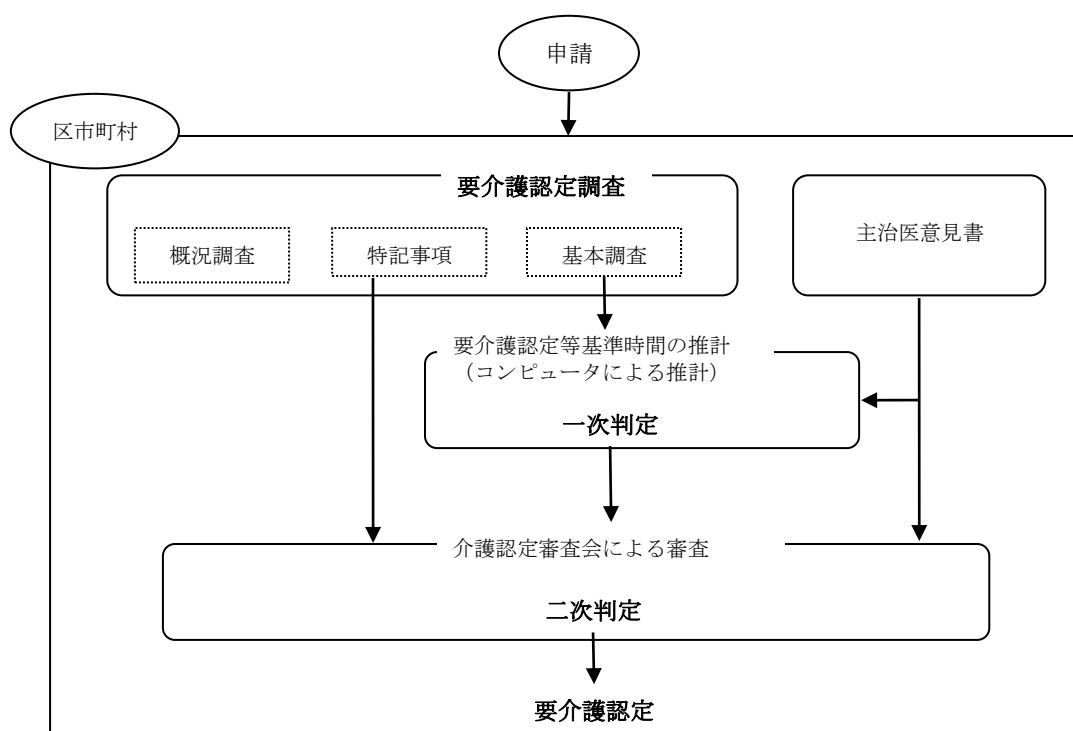 申請
区市町村
要介護認定調査
概況調査
特記事項
基本調査
主治医意見書
要介護認定等基準時間の推計
（コンピュータによる推計）
一次判定
介護認定審査会による審査
二次判定
要介護認定